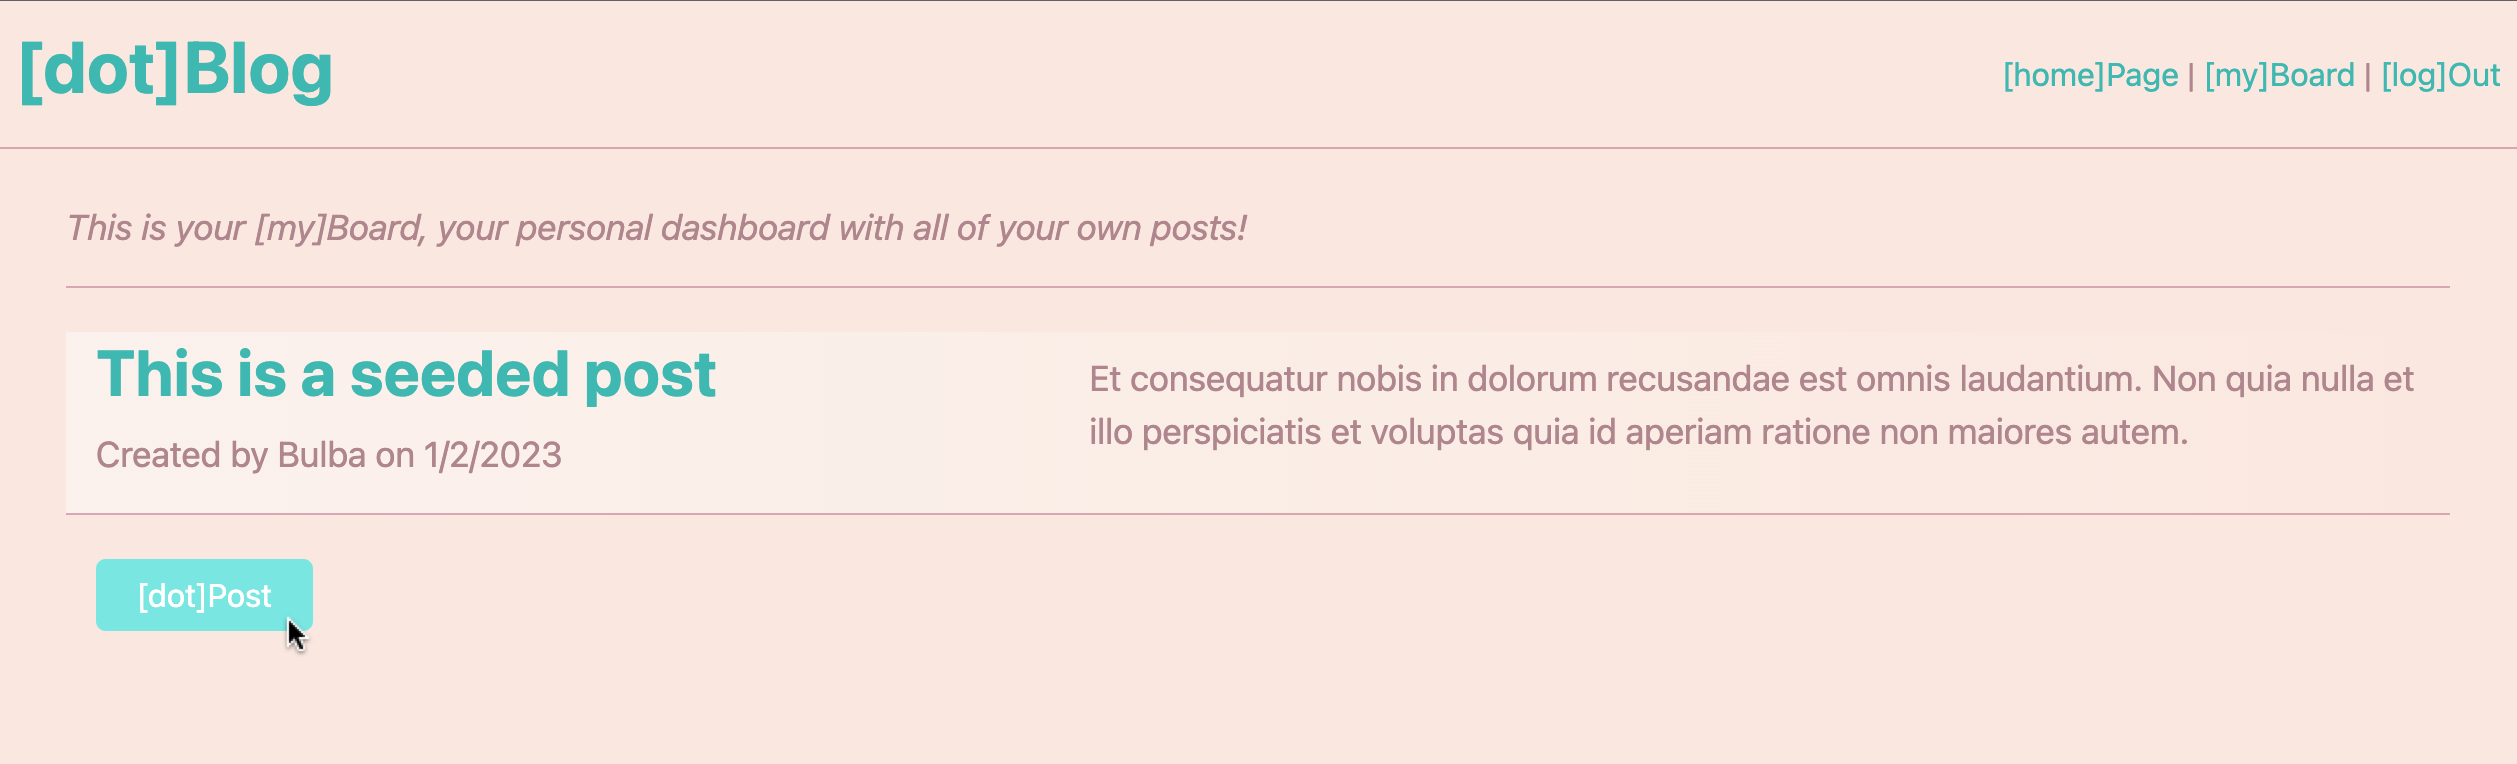 [dot]Blog
[home]Page | [my]Board | [log]Out
This is your [my]Board, your personal dashboard with all of your own posts!
This is a seeded post
Created by Bulba on 1/2/2023
Et consequatur nobis in dolorum recusandae est omnis laudantium. Non quia nulla et
illo perspiciatis et voluptas quia id aperiam ratione non maiores autem.
[dot]Post